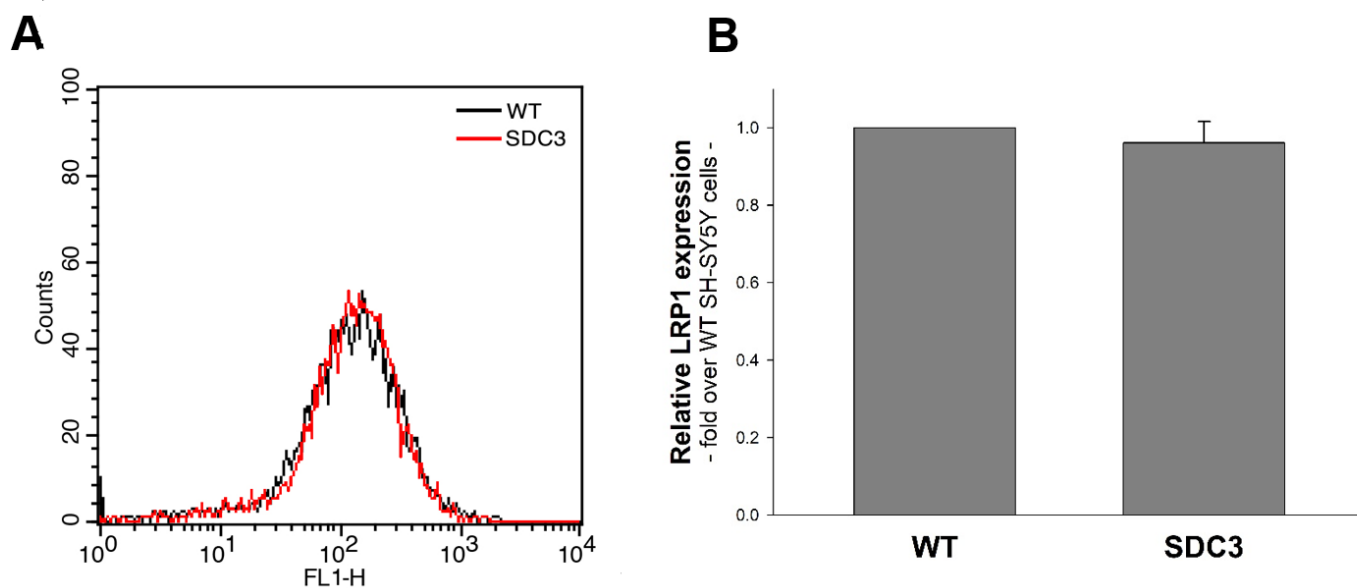 A
B
100
80
60
40
20
0
Counts
WT
SDC3
10^0 10^1 10^2 10^3 10^4
FL1-H
Relative LRP1 expression
- fold over WT SH-SY5Y cells -
1.0
0.8
0.6
0.4
0.2
0.0
WT SDC3